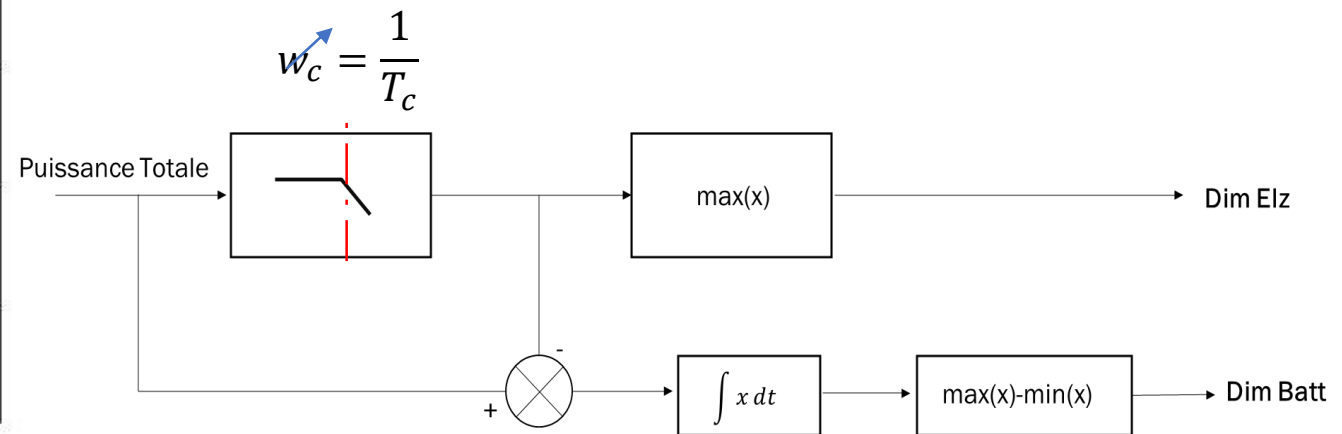 w_c = 1/T_c
Puissance Totale
max(x)
Dim Elz
-
+
∫ x dt
max(x)-min(x)
Dim Batt